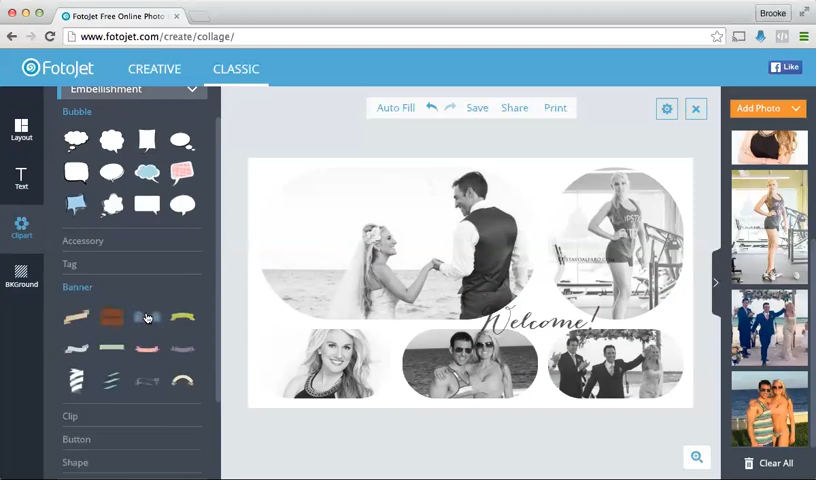 FotoJet Free Online Photo
Brooke
www.fotojet.com/create/collage/
FotoJet
CREATIVE
CLASSIC
Like
Embellishment
Auto Fill
Save
Share
Print
Add Photo
Layout
Text
Clipart
BKGround
Bubble
Accessory
Tag
Banner
Clip
Button
Shape
Welcome!
Clear All